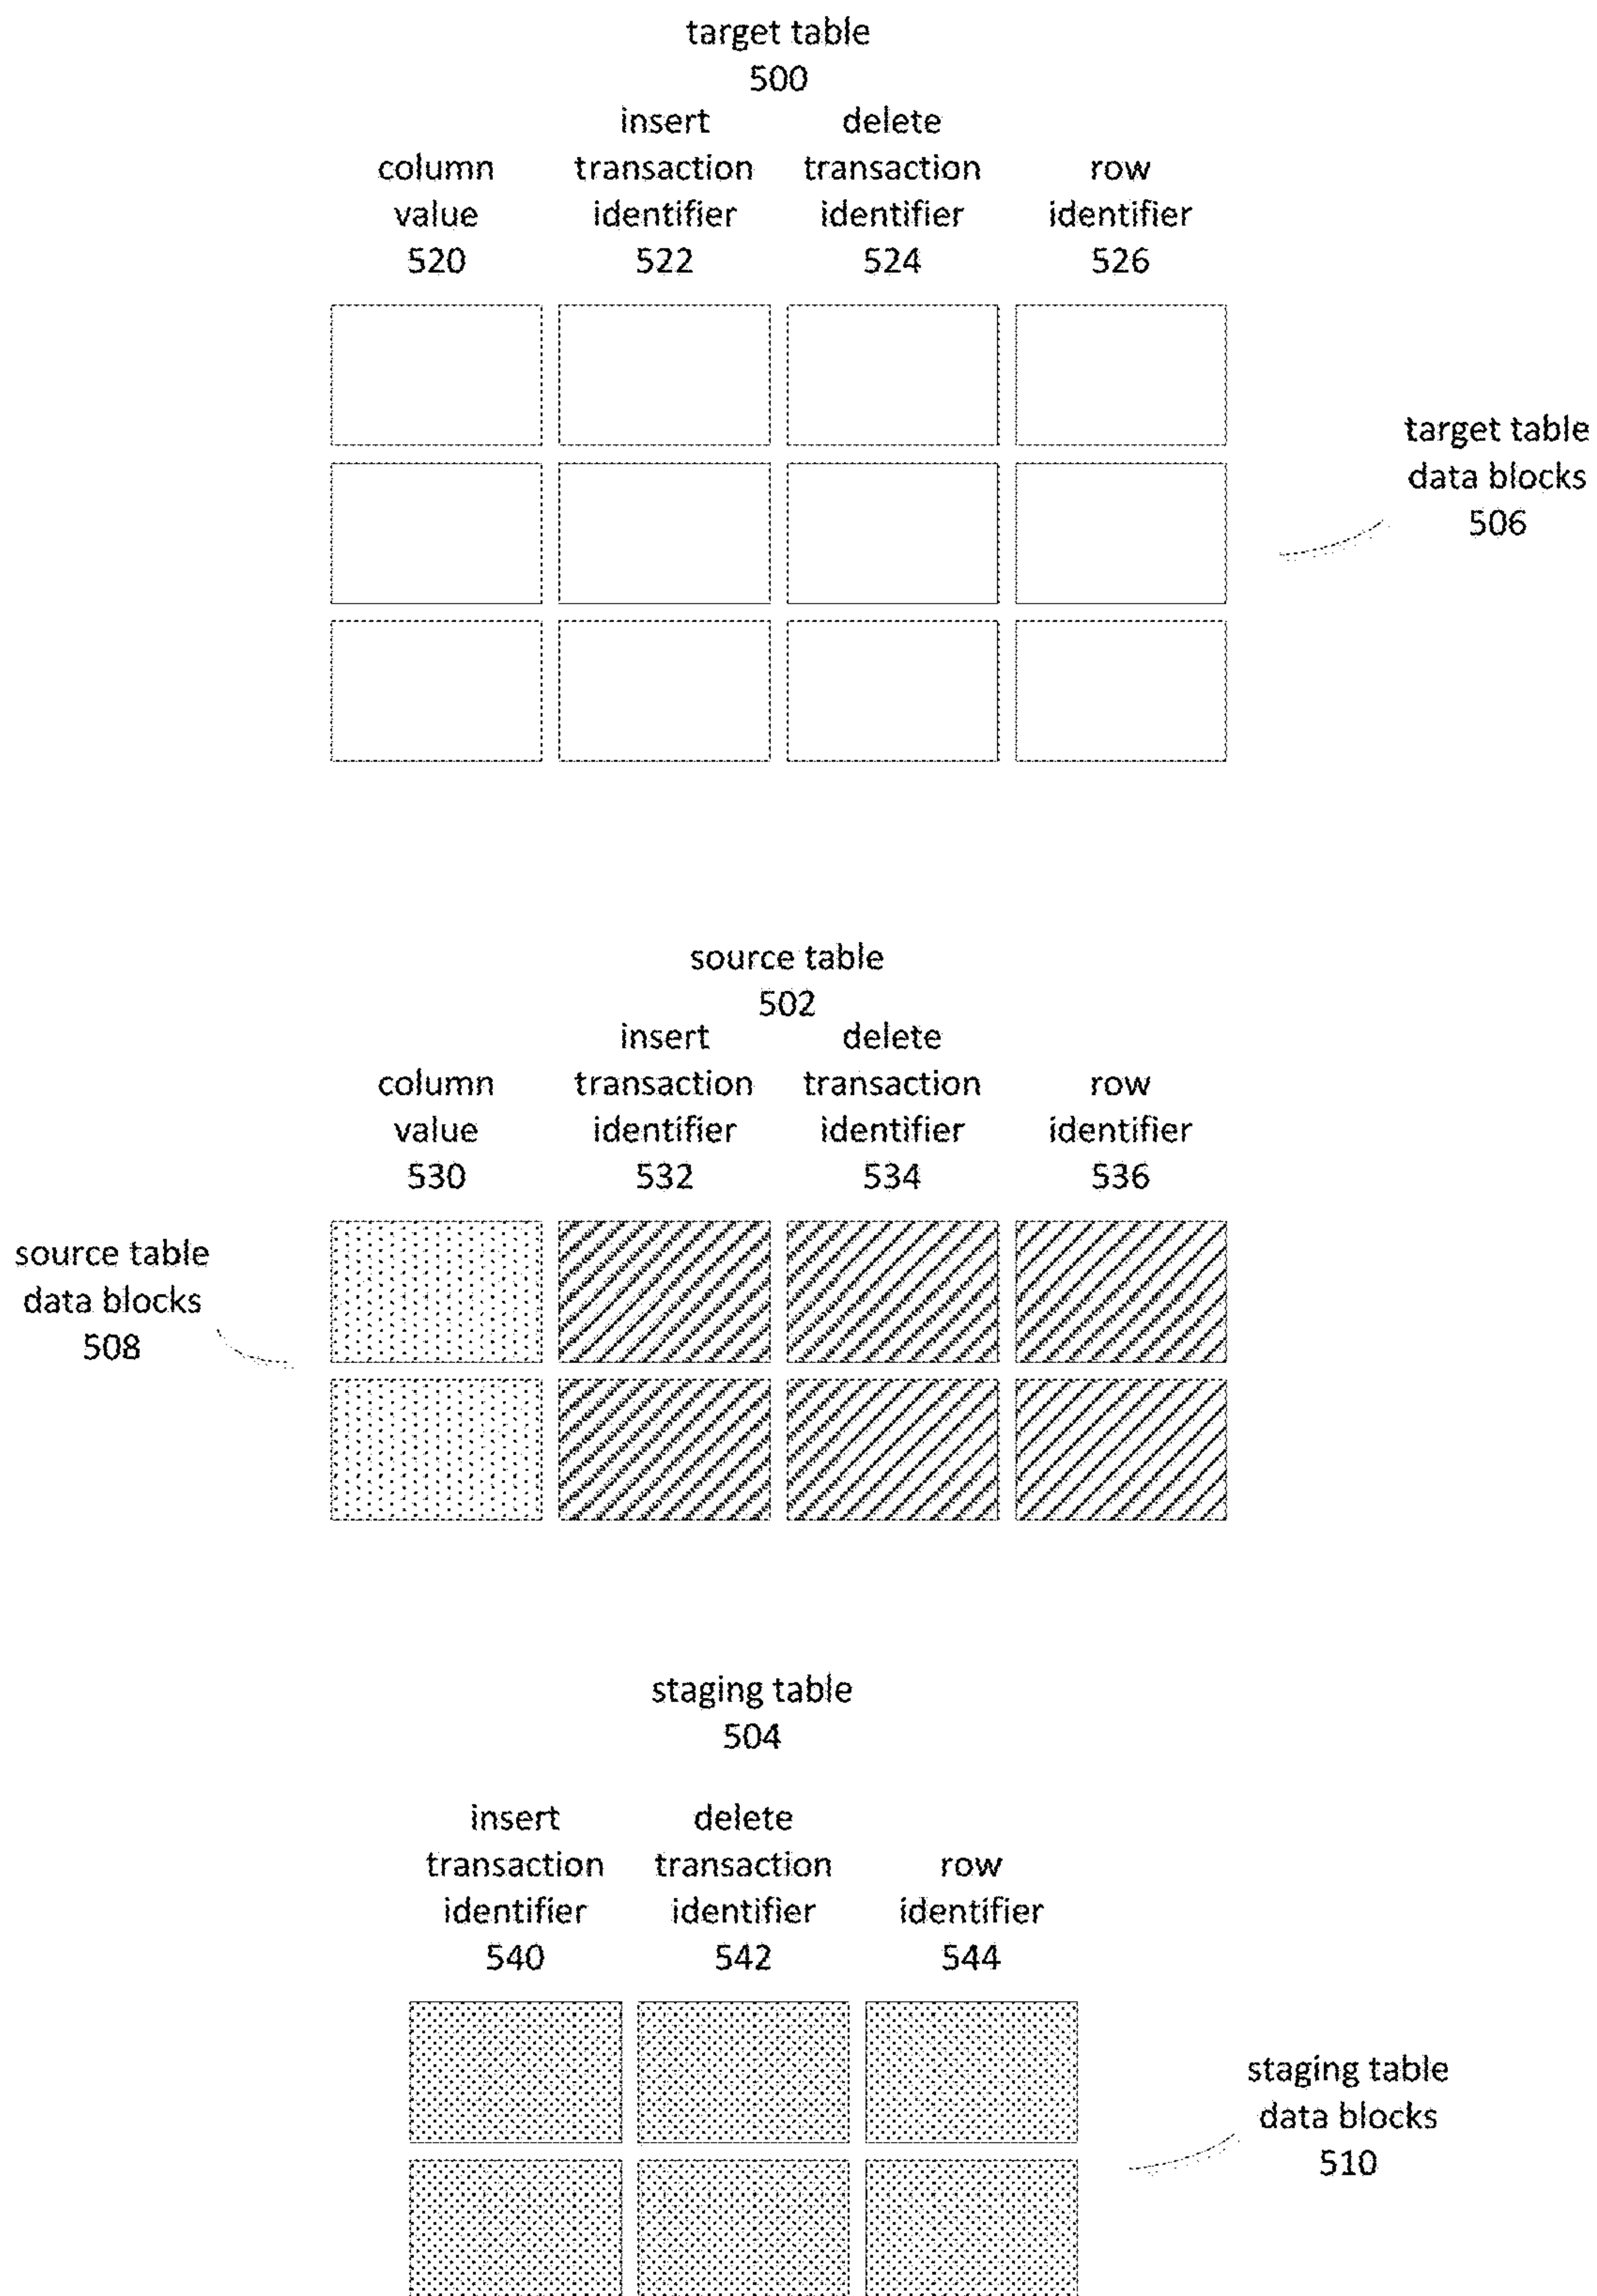 target table
500
insert delete
column transaction transaction row
value identifier identifier identifier
520 522 524 526
target table
data blocks
506
source table
502
insert delete
column transaction transaction row
value identifier identifier identifier
530 532 534 536
source table
data blocks
508
staging table
504
insert delete
transaction transaction row
identifier identifier identifier
540 542 544
staging table
data blocks
510